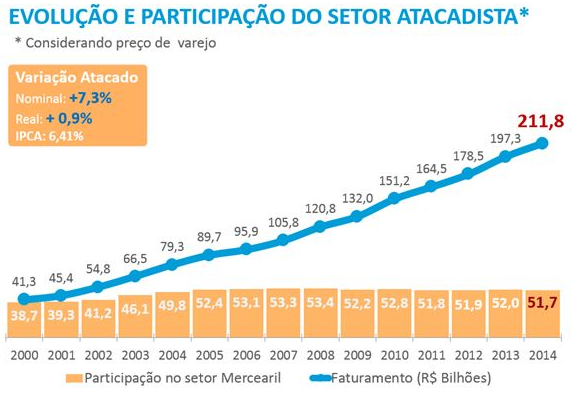 EVOLUÇÃO E PARTICIPAÇÃO DO SETOR ATACADISTA*
* Considerando preço de varejo
Variação Atacado
Nominal: +7,3%
Real: + 0,9%
IPCA: 6,41%
41,3 45,4 54,8 66,5 79,3 89,7 95,9 105,8 120,8 132,0 151,2 164,5 178,5 197,3 211,8
38,7 39,3 41,2 46,1 49,8 52,4 53,1 53,3 53,4 52,2 52,8 51,8 51,9 52,0 51,7
2000 2001 2002 2003 2004 2005 2006 2007 2008 2009 2010 2011 2012 2013 2014
Participação no setor Mercearil Faturamento (R$ Bilhões)